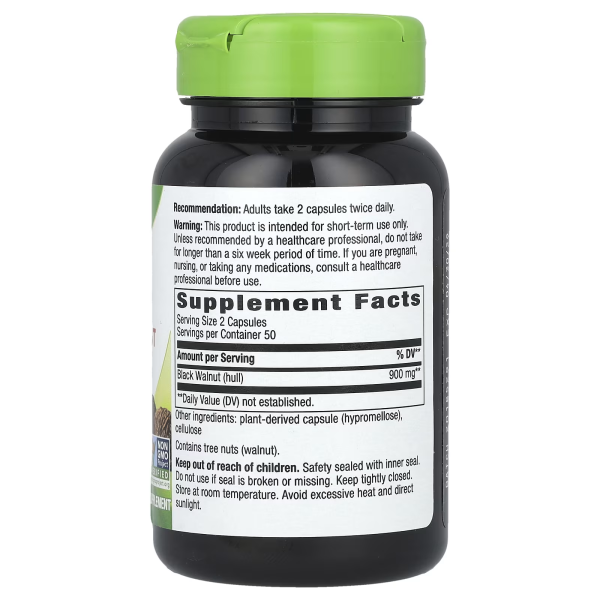 Recommendation: Adults take 2 capsules twice daily.
Warning: This product is intended for short-term use only.
Unless recommended by a healthcare professional, do not take
for longer than a six week period of time. If you are pregnant,
nursing, or taking any medications, consult a healthcare
professional before use.
Supplement Facts
Serving Size 2 Capsules
Servings per Container 50
Amount per Serving % DV**
Black Walnut (hull) 900 mg**
**Daily Value (DV) not established.
Other ingredients: plant-derived capsule (hypromellose),
cellulose
Contains tree nuts (walnut).
Keep out of reach of children. Safety sealed with inner seal.
Do not use if seal is broken or missing. Keep tightly closed.
Store at room temperature. Avoid excessive heat and direct
sunlight.
NON
GMO
Project